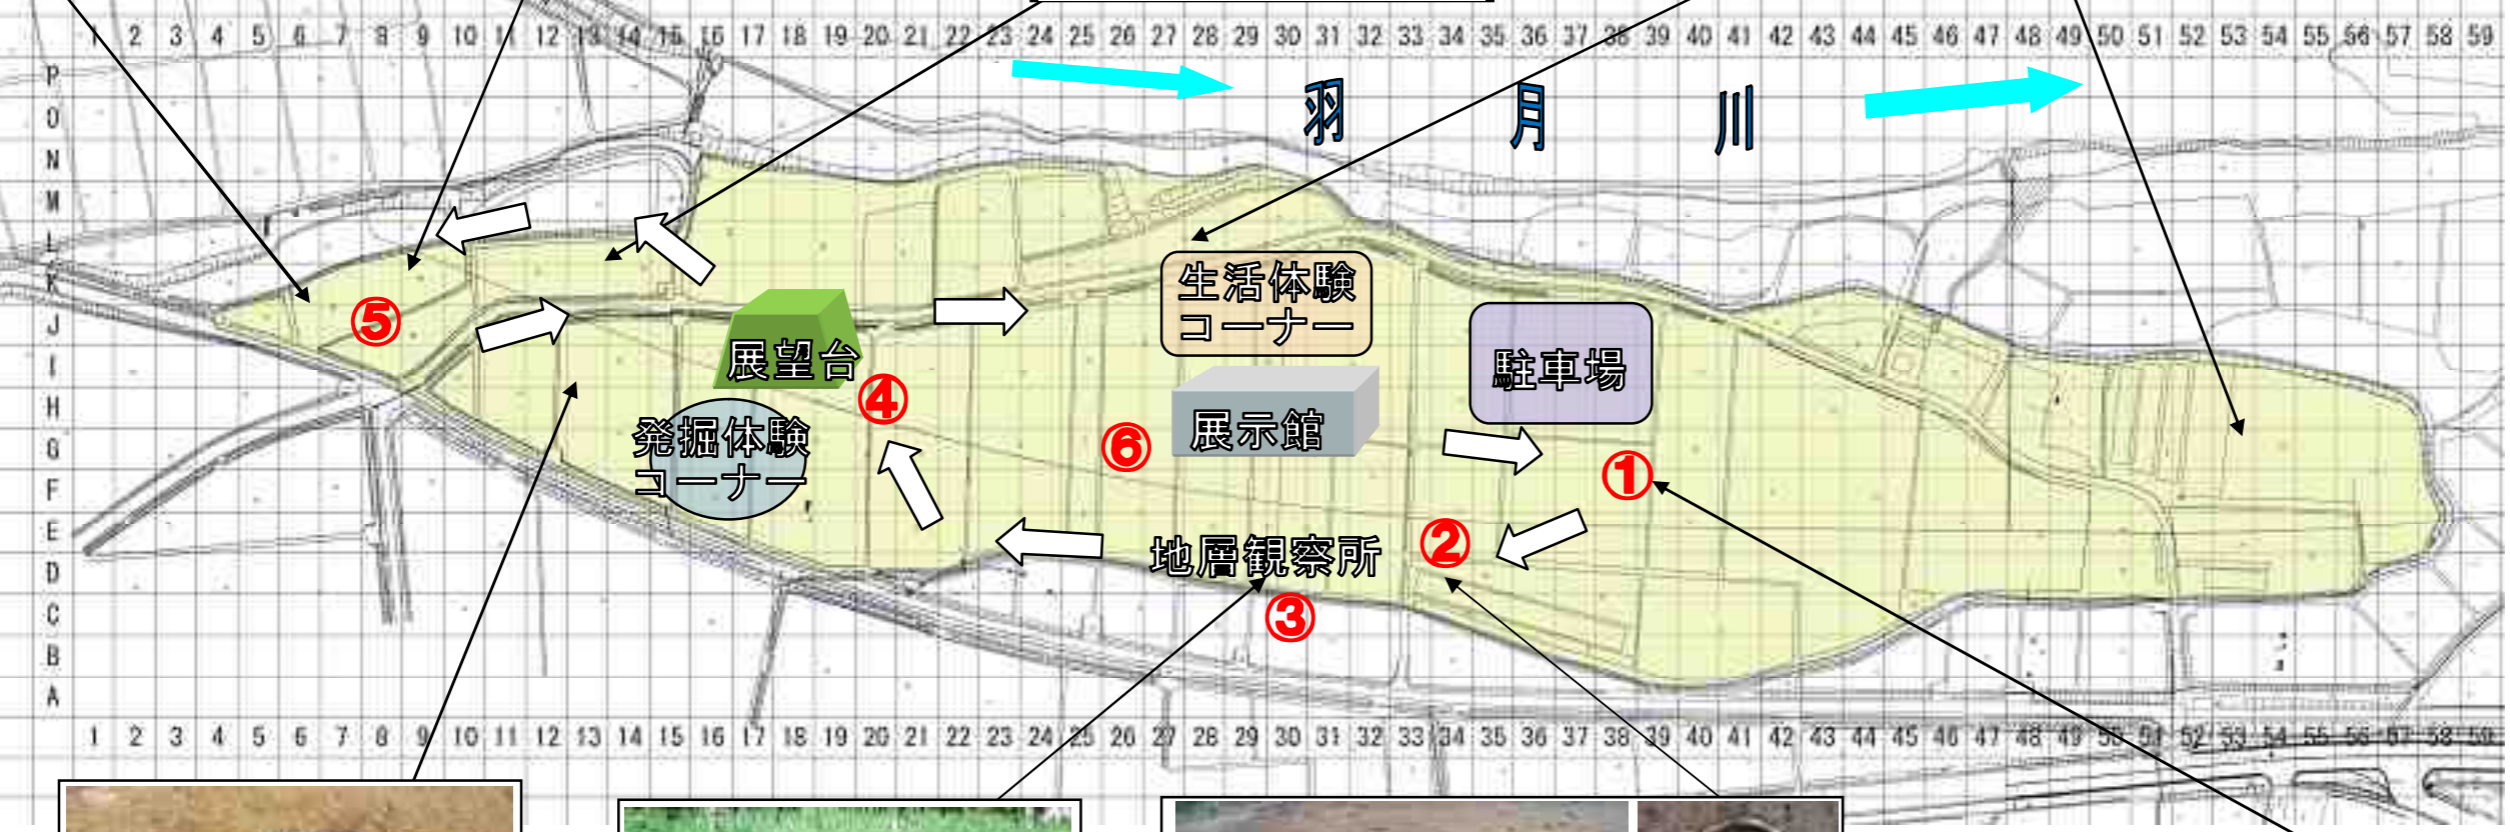 1 2 3 4 5 6 7 8 9 10 11 12 13 14 15 16 17 18 19 20 21 22 23 24 25 26 27 28 29 30 31 32 33 34 35 36 37 38 39 40 41 42 43 44 45 46 47 48 49 50 51 52 53 54 55 56 57 58 59
P
O
N
M
L
K
J
I
H
G
F
E
D
C
B
A
羽月川
生活体験
コーナー
⑤
展望台
駐車場
④
展示館
発掘体験
コーナー
⑥
①
②
地層観察所
③
1 2 3 4 5 6 7 8 9 10 11 12 13 14 15 16 17 18 19 20 21 22 23 24 25 26 27 28 29 30 31 32 33 34 35 36 37 38 39 40 41 42 43 44 45 46 47 48 49 50 51 52 53 54 55 56 57 58 59